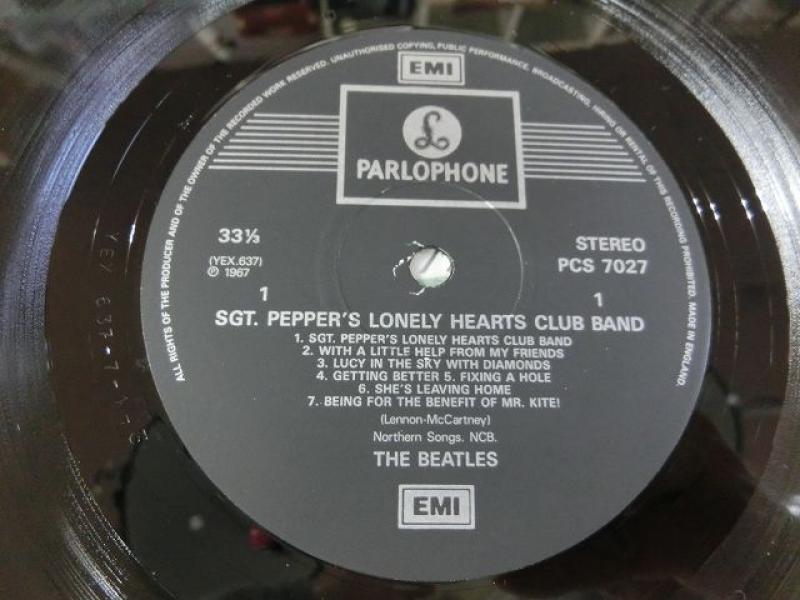 ALL RIGHTS OF THE PRODUCER AND OF THE OWNER OF THE RECORDED WORK RESERVED. UNAUTHORISED COPYING, PUBLIC PERFORMANCE, BROADCASTING, HIRING OR RENTAL OF THIS RECORDING PROHIBITED. MADE IN ENGLAND.
EMI
£
PARLOPHONE
33⅓
STEREO
(YEX.637)
PCS 7027
℗ 1967
1
1
SGT. PEPPER'S LONELY HEARTS CLUB BAND
1. SGT. PEPPER'S LONELY HEARTS CLUB BAND
2. WITH A LITTLE HELP FROM MY FRIENDS
3. LUCY IN THE SKY WITH DIAMONDS
4. GETTING BETTER 5. FIXING A HOLE
6. SHE'S LEAVING HOME
7. BEING FOR THE BENEFIT OF MR. KITE!
(Lennon-McCartney)
Northern Songs. NCB.
THE BEATLES
EMI
YEX 637-7-1